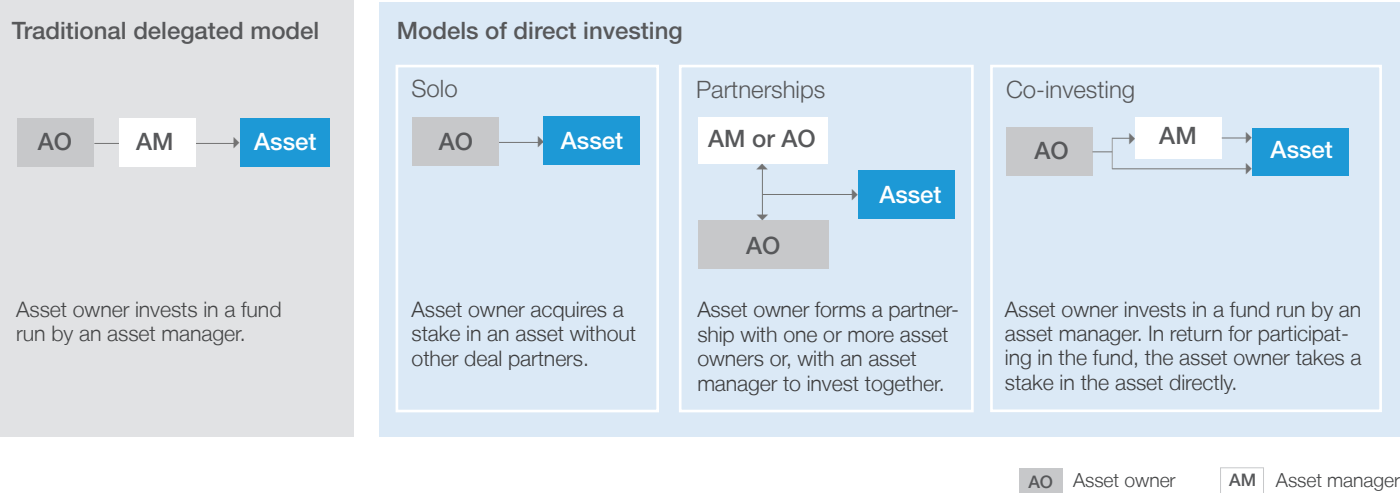 Traditional delegated model
AO
AM
Asset
Asset owner invests in a fund
run by an asset manager.
Models of direct investing
Solo
AO
Asset
Asset owner acquires a
stake in an asset without
other deal partners.
Partnerships
AM or AO
Asset
AO
Asset owner forms a partner-
ship with one or more asset
owners or, with an asset
manager to invest together.
Co-investing
AO
AM
Asset
Asset owner invests in a fund run by an
asset manager. In return for participat-
ing in the fund, the asset owner takes a
stake in the asset directly.
AO Asset owner
AM Asset manager